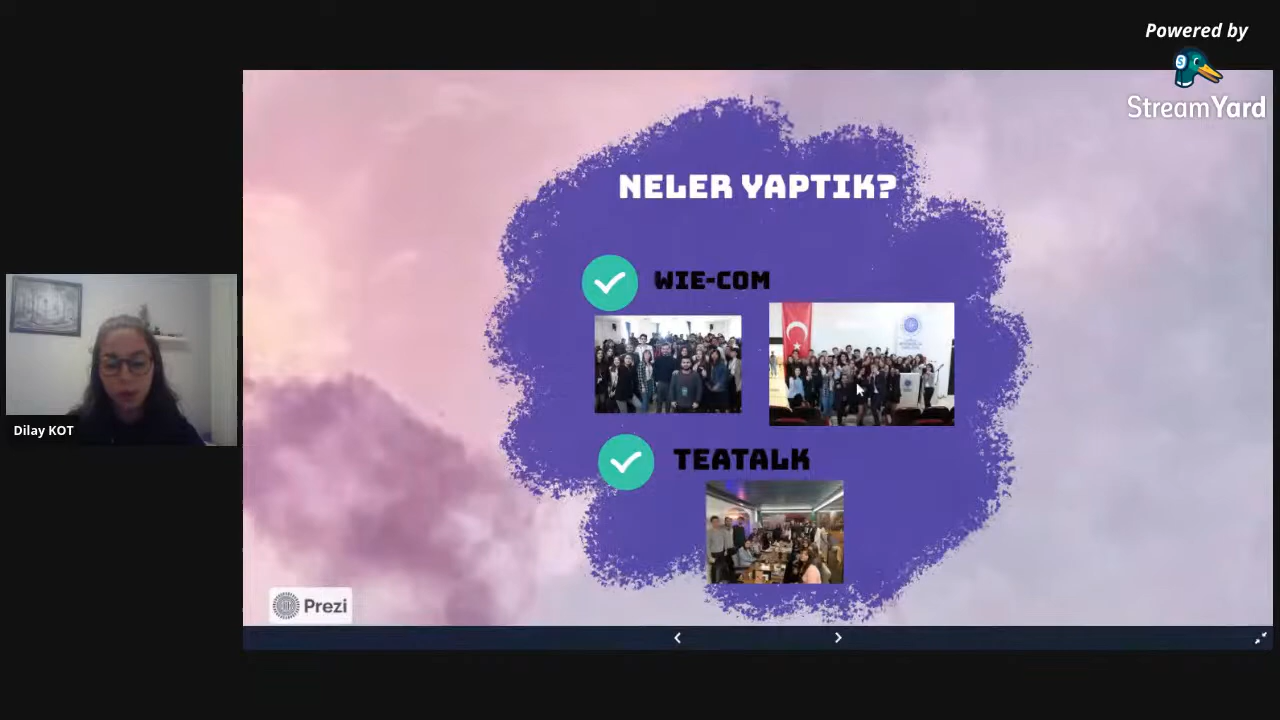 Powered by
StreamYard
NELER YAPTIK?
WIE-COM
TEATALK
Dilay KOT
Prezi